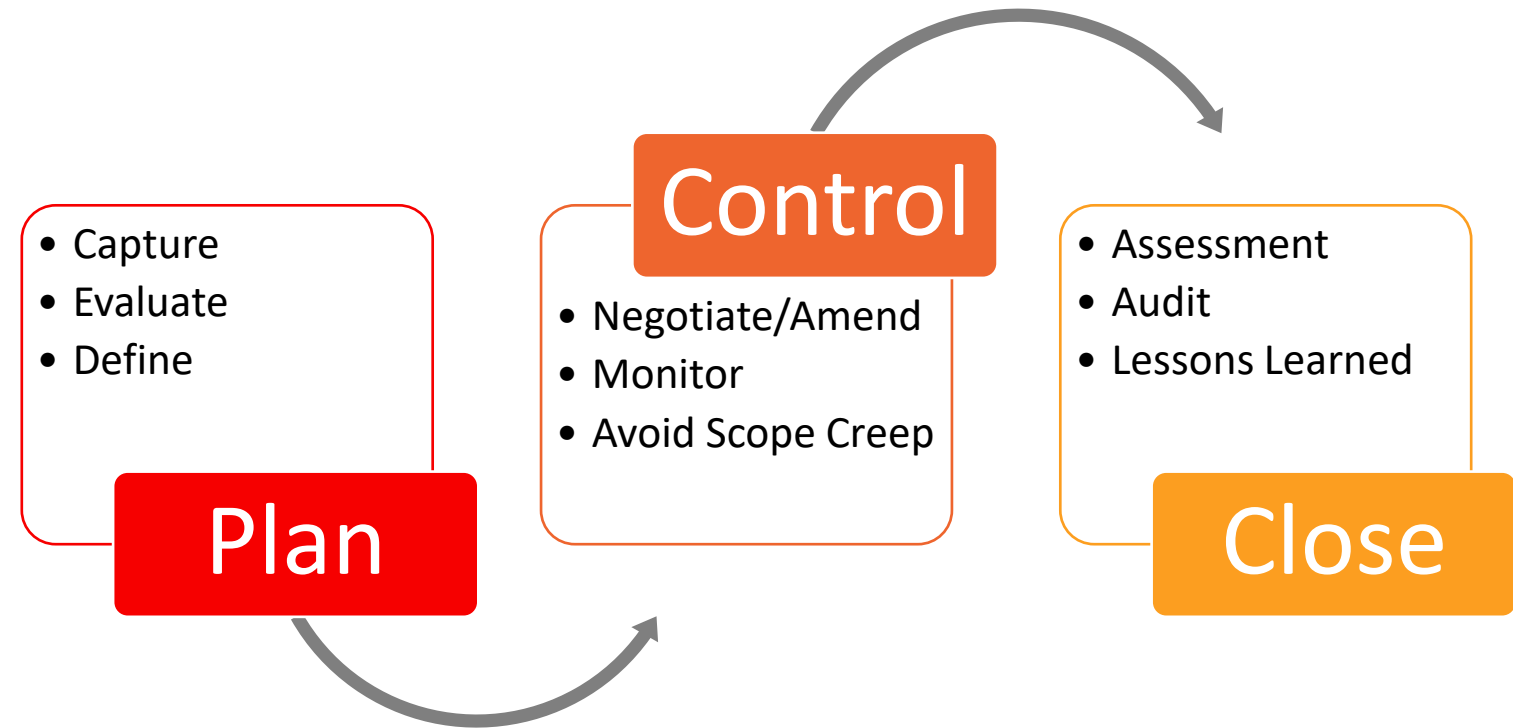 • Capture
• Evaluate
• Define
Plan
Control
• Negotiate/Amend
• Monitor
• Avoid Scope Creep
• Assessment
• Audit
• Lessons Learned
Close